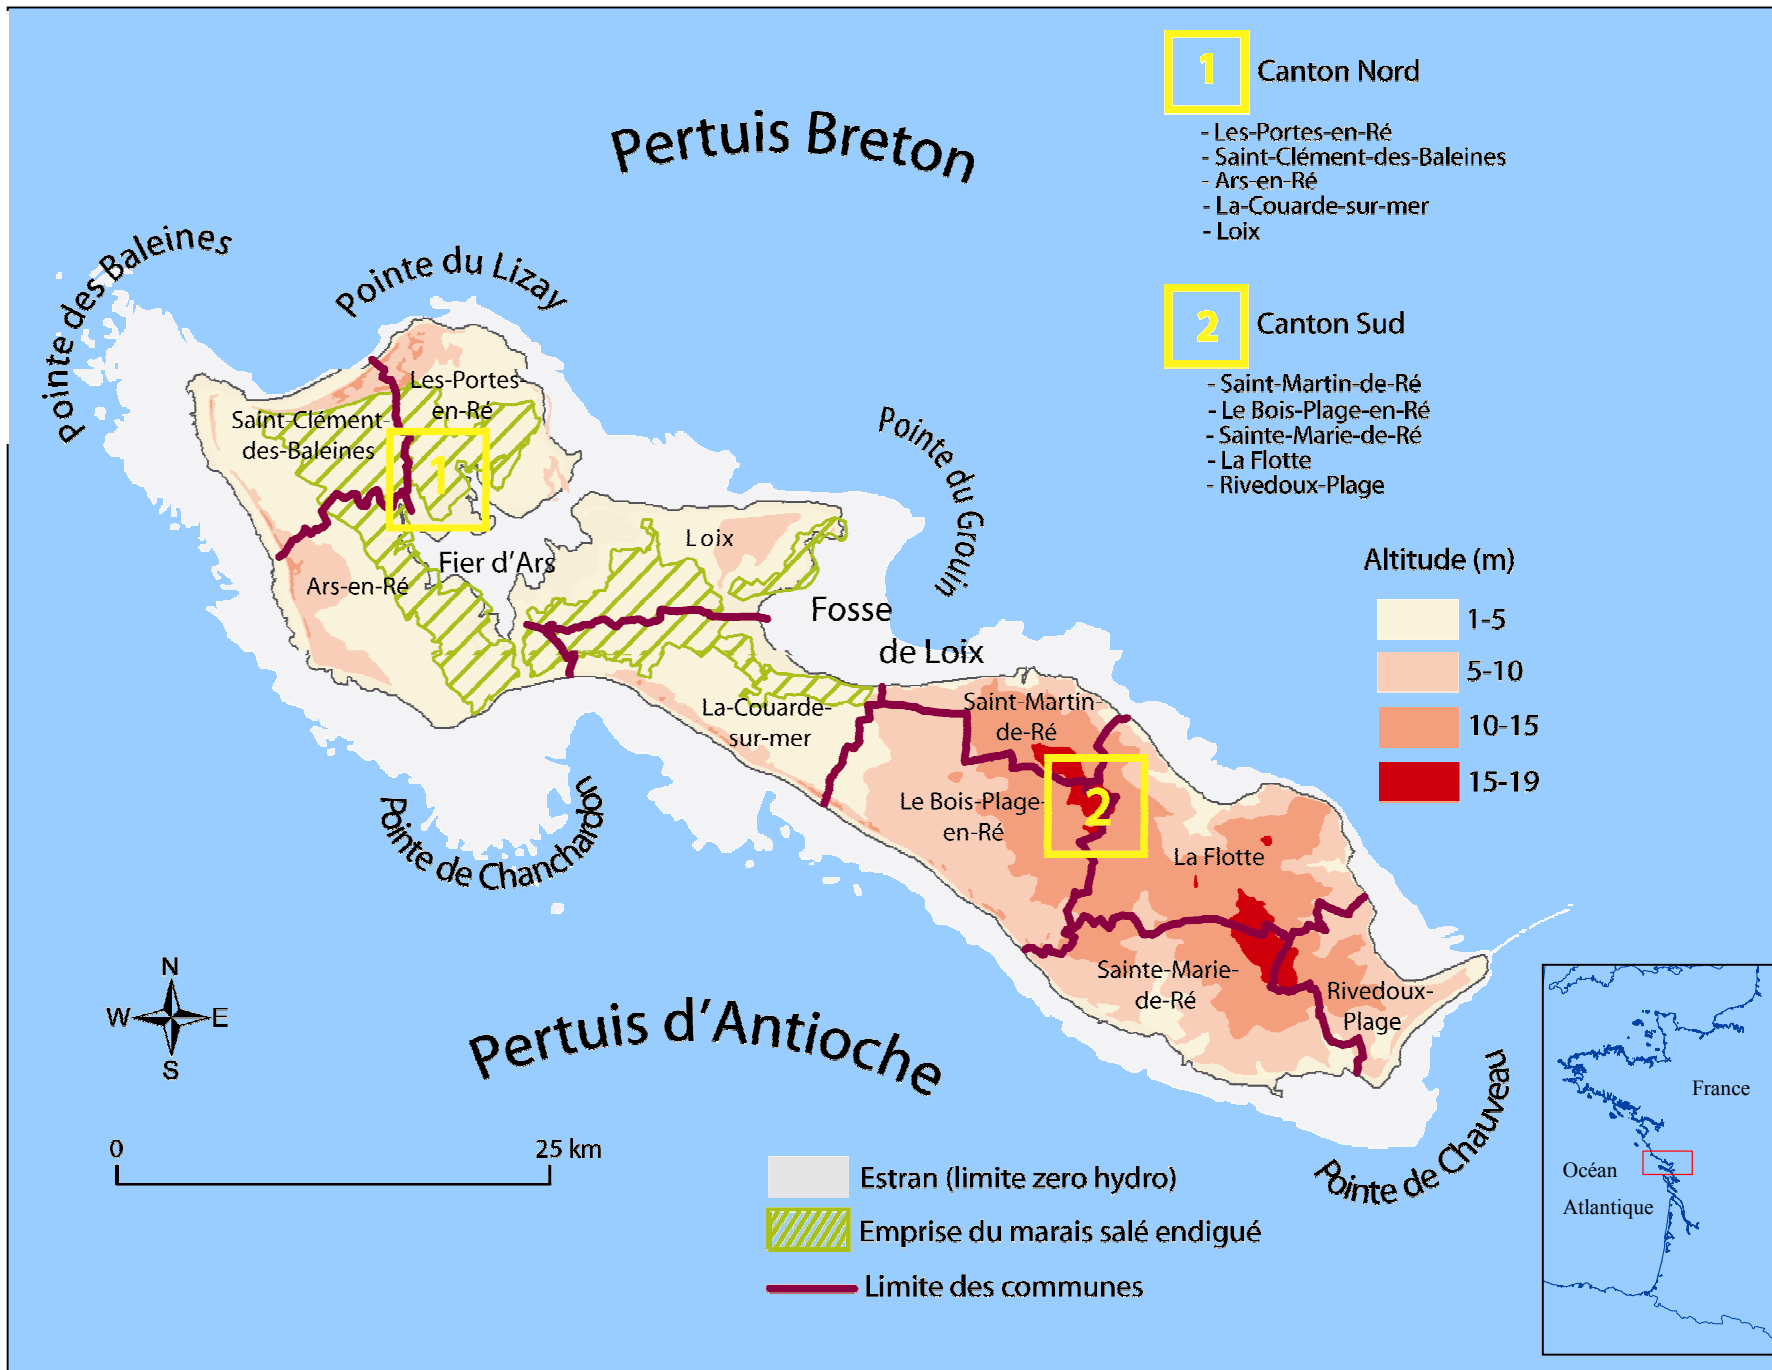 1 Canton Nord
- Les-Portes-en-Ré
- Saint-Clément-des-Baleines
- Ars-en-Ré
- La-Couarde-sur-mer
- Loix
2 Canton Sud
- Saint-Martin-de-Ré
- Le Bois-Plage-en-Ré
- Sainte-Marie-de-Ré
- La Flotte
- Rivedoux-Plage
Altitude (m)
1-5
5-10
10-15
15-19
Pertuis Breton
Pointe des Baleines
Pointe du Lizay
Les-Portes-
en-Ré
Saint-Clément-
des-Baleines
1
Pointe du Grouin
Loix
Fier d'Ars
Ars-en-Ré
Fosse
de Loix
La-Couarde-
sur-mer
Saint-Martin-
de-Ré
Le Bois-Plage-
en-Ré
2
La Flotte
Pointe de Chanchardon
Sainte-Marie-
de-Ré
Rivedoux-
Plage
Pertuis d'Antioche
Pointe de Chauveau
N
W
E
S
0
25 km
Estran (limite zero hydro)
Emprise du marais salé endigué
Limite des communes
France
Océan
Atlantique